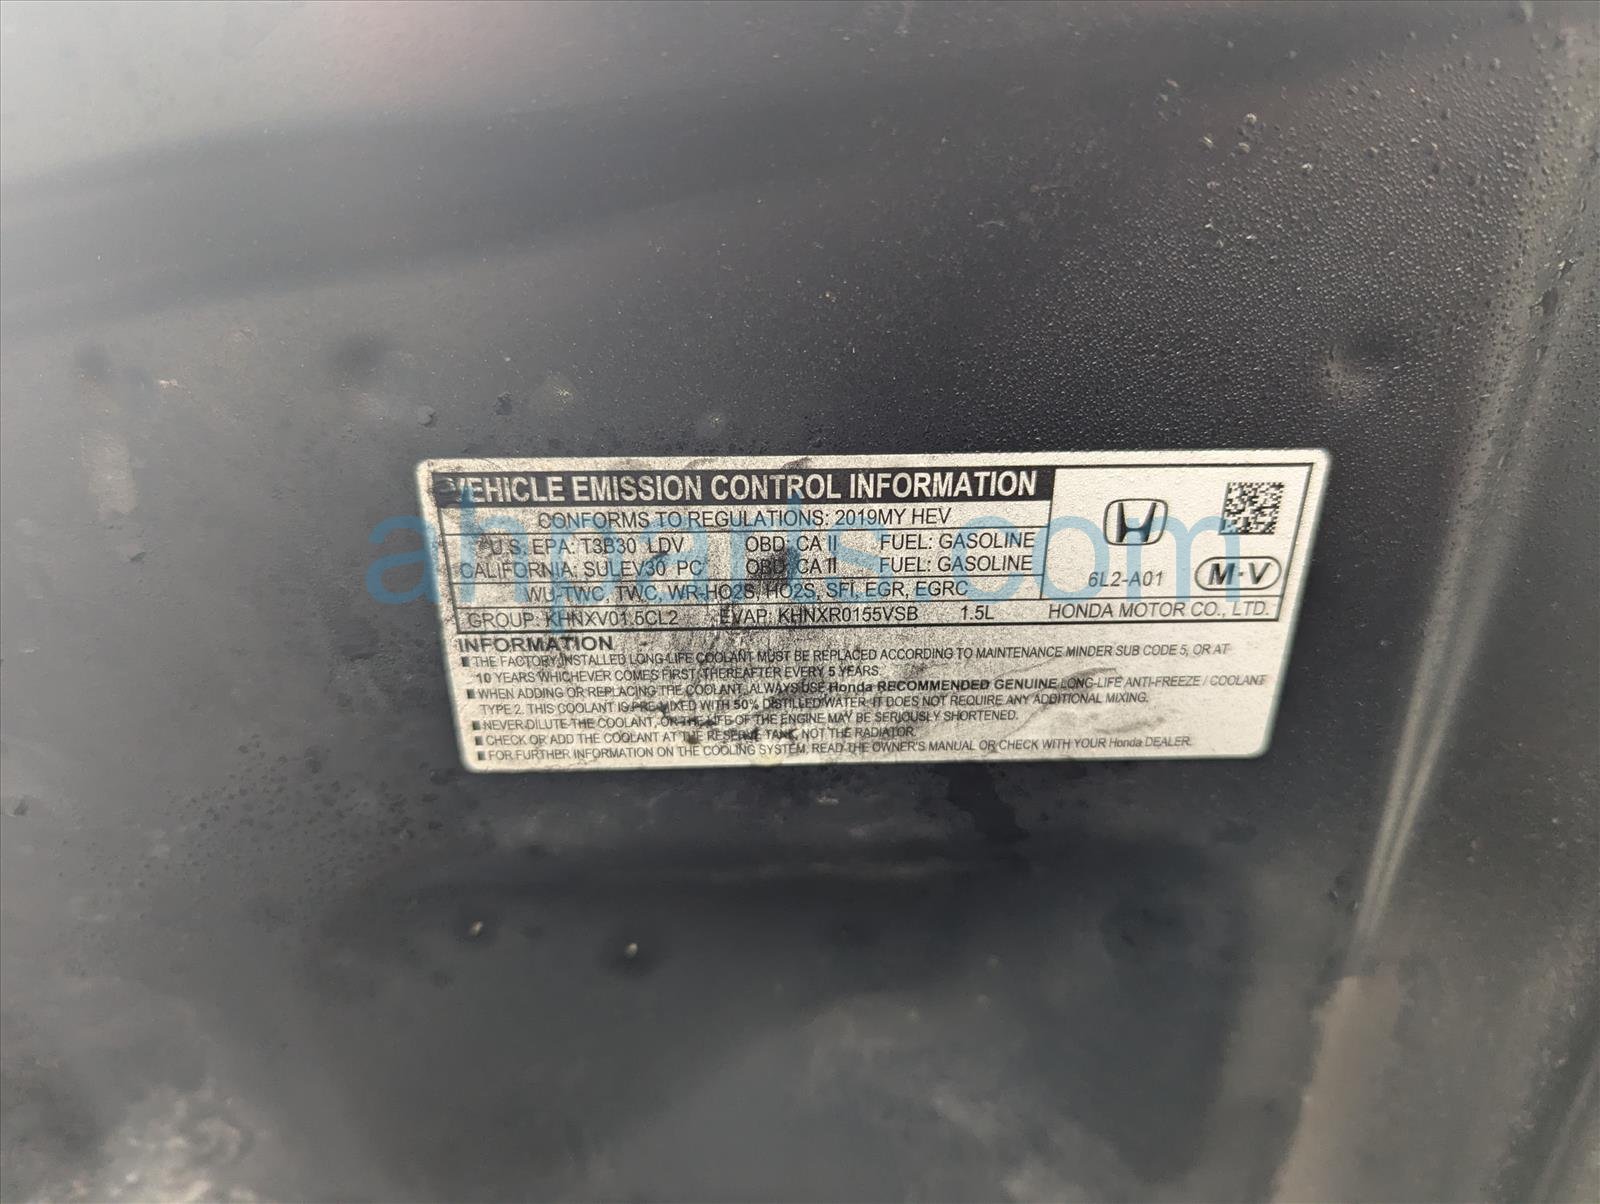 VEHICLE EMISSION CONTROL INFORMATION
CONFORMS TO REGULATIONS: 2019MY HEV
U.S. EPA: T3B30 LDV OBD: CA II FUEL: GASOLINE
CALIFORNIA: SULEV30 PC OBD: CA II FUEL: GASOLINE
WU-TWC, TWC, WR-HO2S, HO2S, SFI, EGR, EGRC
GROUP: KHNXV01.5CL2 EVAP: KHNXR0155VSB 1.5L
6L2-A01 M-V
HONDA MOTOR CO., LTD.
INFORMATION
■ THE FACTORY INSTALLED LONG-LIFE COOLANT MUST BE REPLACED ACCORDING TO MAINTENANCE MINDER SUB CODE 5, OR AT
10 YEARS WHICHEVER COMES FIRST, THEREAFTER EVERY 5 YEARS.
■ WHEN ADDING OR REPLACING THE COOLANT, ALWAYS USE Honda RECOMMENDED GENUINE LONG-LIFE ANTI-FREEZE / COOLANT
TYPE 2. THIS COOLANT IS PRE-MIXED WITH 50% DISTILLED WATER. IT DOES NOT REQUIRE ANY ADDITIONAL MIXING.
■ NEVER DILUTE THE COOLANT, OR THE LIFE OF THE ENGINE MAY BE SERIOUSLY SHORTENED.
■ CHECK OR ADD THE COOLANT AT THE RESERVE TANK, NOT THE RADIATOR.
■ FOR FURTHER INFORMATION ON THE COOLING SYSTEM, READ THE OWNER'S MANUAL OR CHECK WITH YOUR Honda DEALER.
ahparts.com